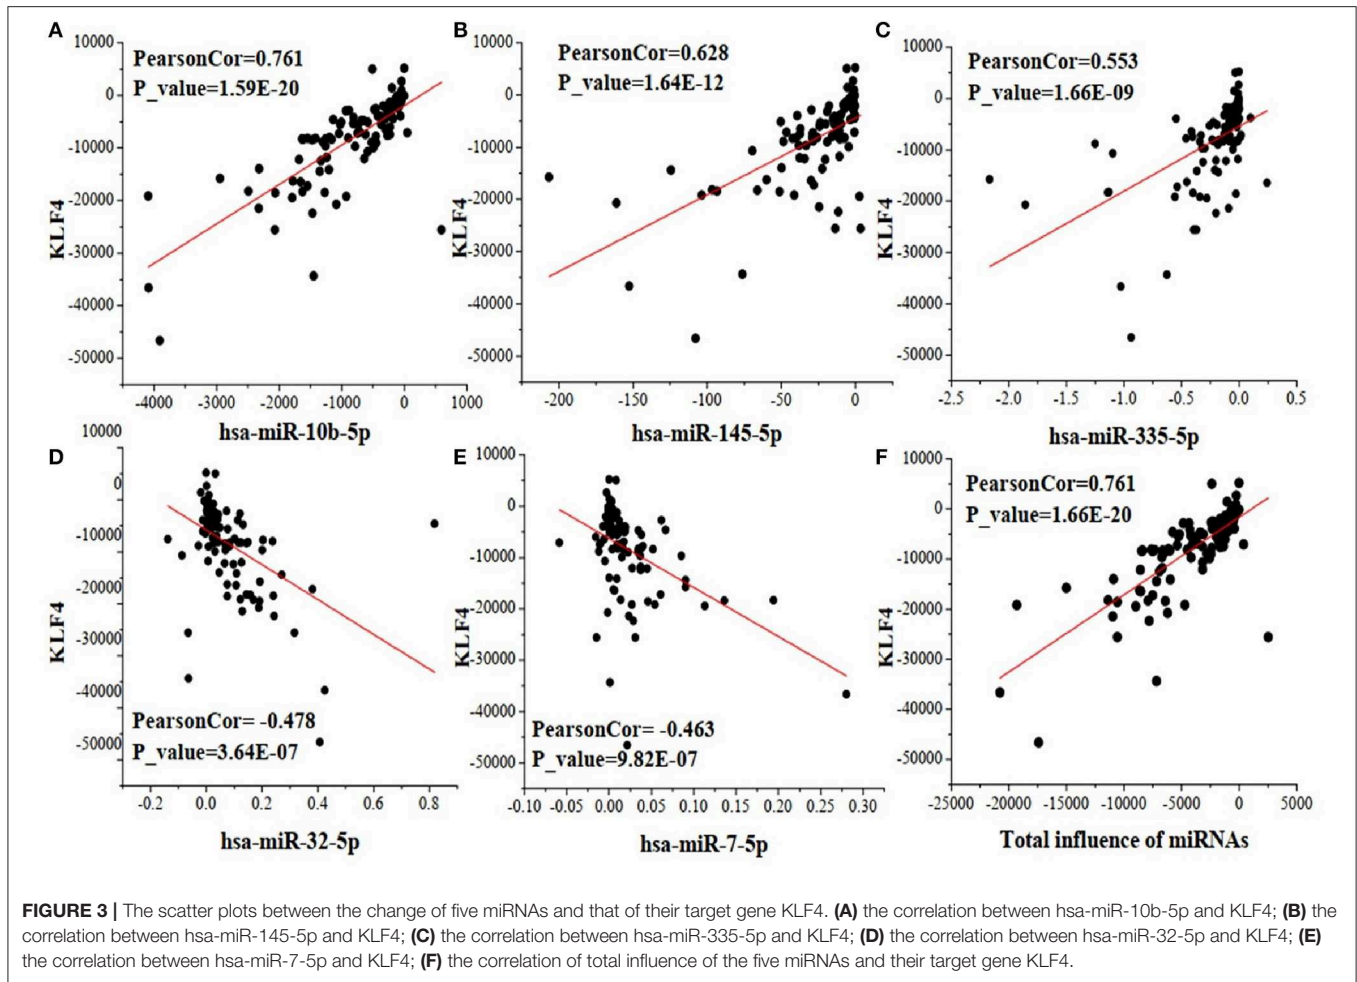 A
PearsonCor=0.761
P_value=1.59E-20
10000
0
-10000
-20000
-30000
-40000
-50000
KLF4
-4000 -3000 -2000 -1000 0 1000
hsa-miR-10b-5p
B
PearsonCor=0.628
P_value=1.64E-12
10000
0
-10000
-20000
-30000
-40000
-50000
KLF4
-200 -150 -100 -50 0
hsa-miR-145-5p
C
PearsonCor=0.553
P_value=1.66E-09
10000
0
-10000
-20000
-30000
-40000
-50000
KLF4
-2.5 -2.0 -1.5 -1.0 -0.5 0.0 0.5
hsa-miR-335-5p
D
10000
0
-10000
-20000
-30000
-40000
-50000
KLF4
PearsonCor= -0.478
P_value=3.64E-07
-0.2 0.0 0.2 0.4 0.6 0.8
hsa-miR-32-5p
E
10000
0
-10000
-20000
-30000
-40000
-50000
KLF4
PearsonCor= -0.463
P_value=9.82E-07
-0.10 -0.05 0.00 0.05 0.10 0.15 0.20 0.25 0.30
hsa-miR-7-5p
F
PearsonCor=0.761
P_value=1.66E-20
10000
0
-10000
-20000
-30000
-40000
-50000
KLF4
-25000 -20000 -15000 -10000 -5000 0 5000
Total influence of miRNAs
FIGURE 3 | The scatter plots between the change of five miRNAs and that of their target gene KLF4. (A) the correlation between hsa-miR-10b-5p and KLF4; (B) the
correlation between hsa-miR-145-5p and KLF4; (C) the correlation between hsa-miR-335-5p and KLF4; (D) the correlation between hsa-miR-32-5p and KLF4; (E)
the correlation between hsa-miR-7-5p and KLF4; (F) the correlation of total influence of the five miRNAs and their target gene KLF4.